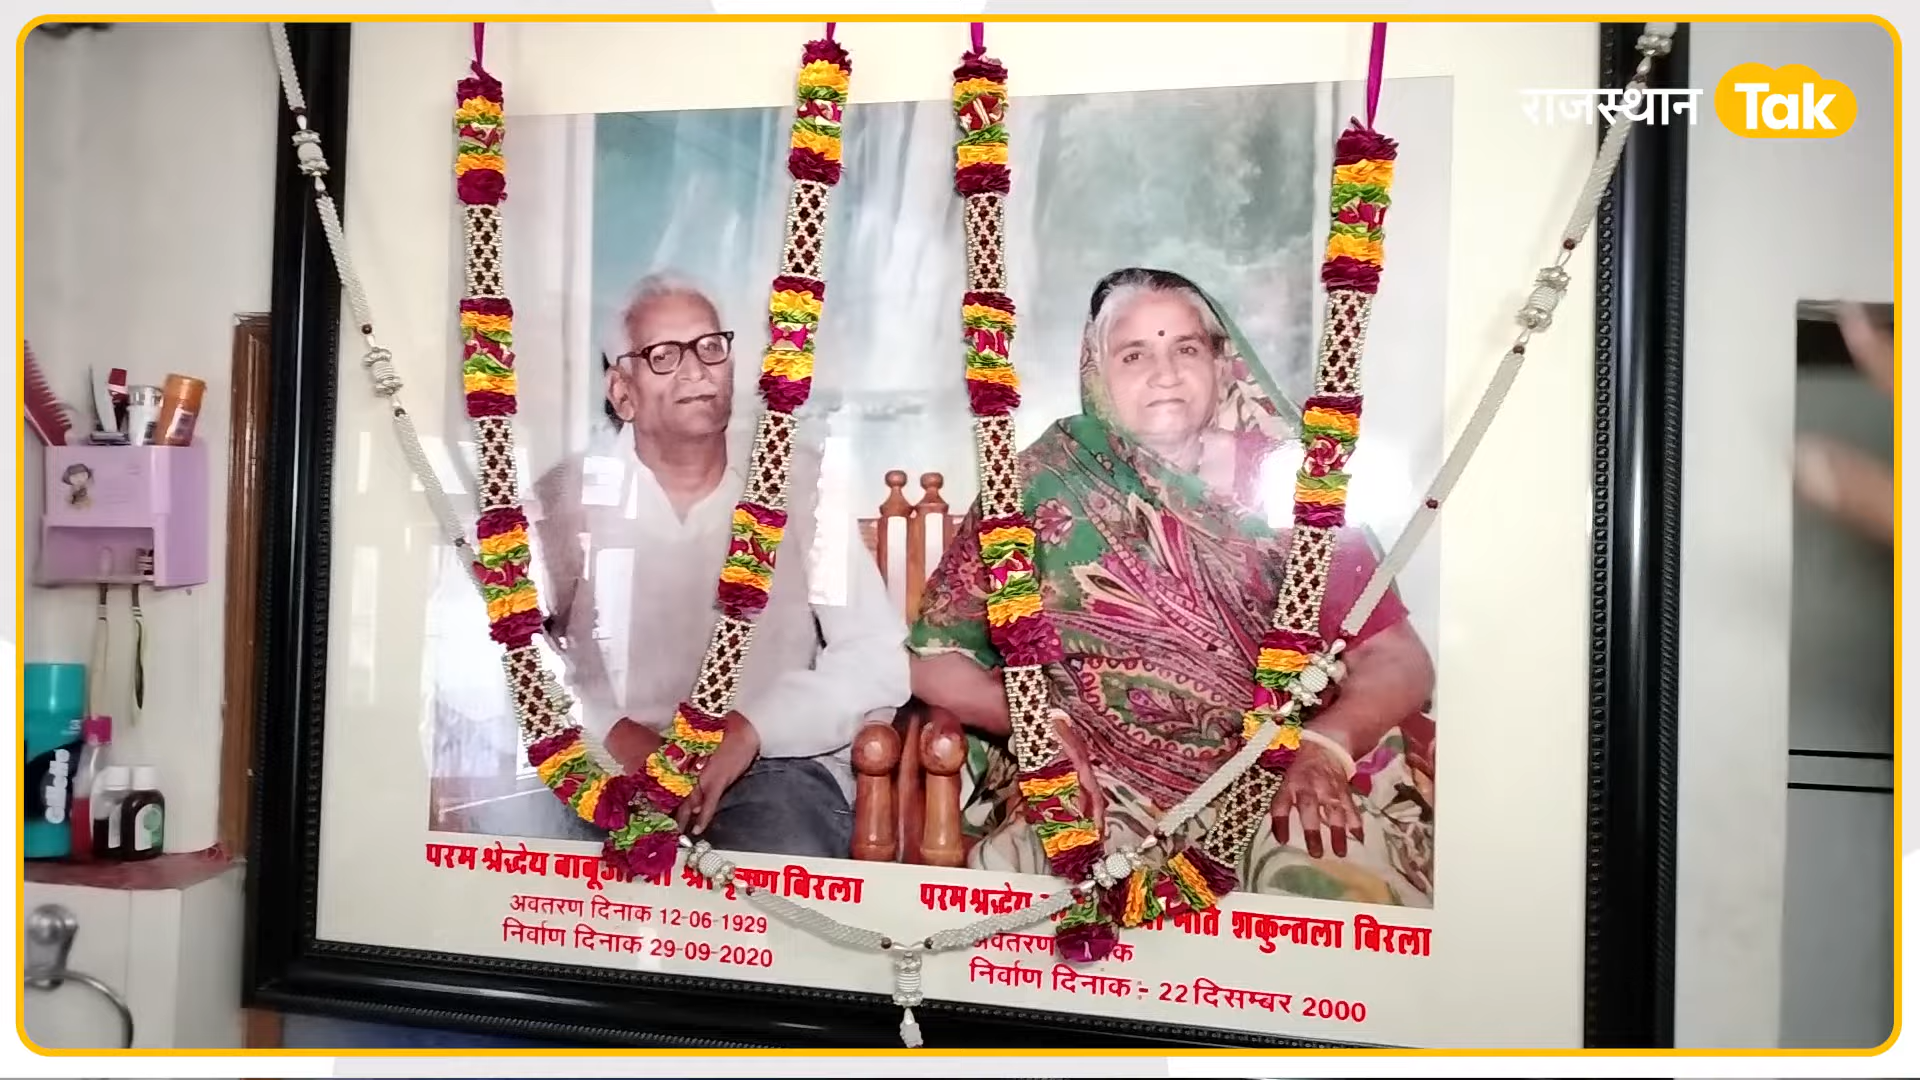 राजस्थान Tak
परम श्रेद्धेय बाबूजी श्री श्री कृष्ण बिरला
अवतरण दिनाक 12-06-1929
निर्वाण दिनाक 29-09-2020
परम श्रद्धेय शकुन्तला बिरला
अवतरण
निर्वाण दिनाक :- 22 दिसम्बर 2000
Gillette